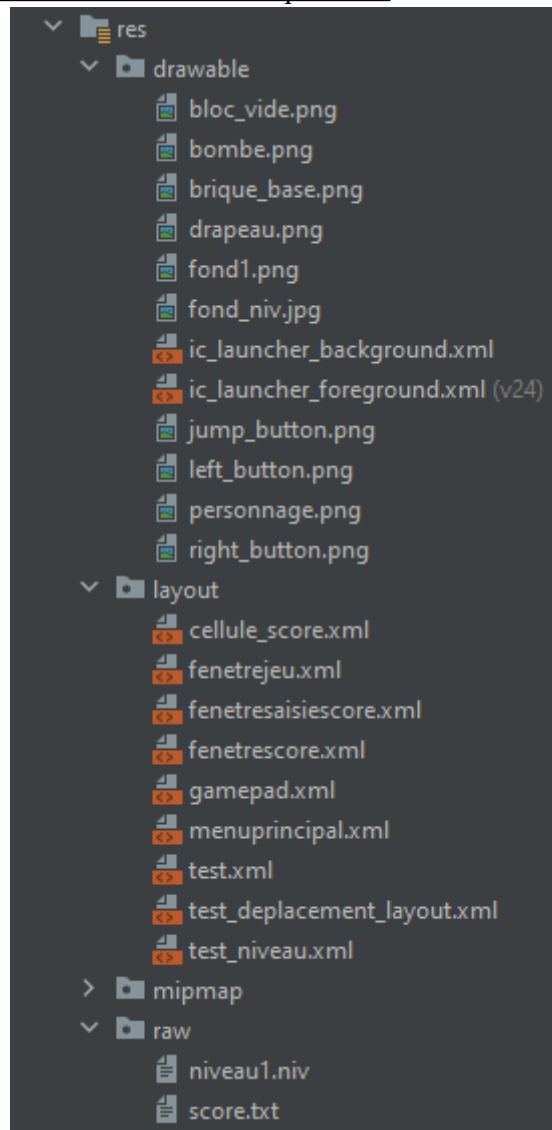 res
drawable
bloc_vide.png
bombe.png
brique_base.png
drapeau.png
fond1.png
fond_niv.jpg
ic_launcher_background.xml
ic_launcher_foreground.xml (v24)
jump_button.png
left_button.png
personnage.png
right_button.png
layout
cellule_score.xml
fenetrejeu.xml
fenetresaisiescore.xml
fenetrescore.xml
gamepad.xml
menuprincipal.xml
test.xml
test_deplacement_layout.xml
test_niveau.xml
mipmap
raw
niveau1.niv
score.txt